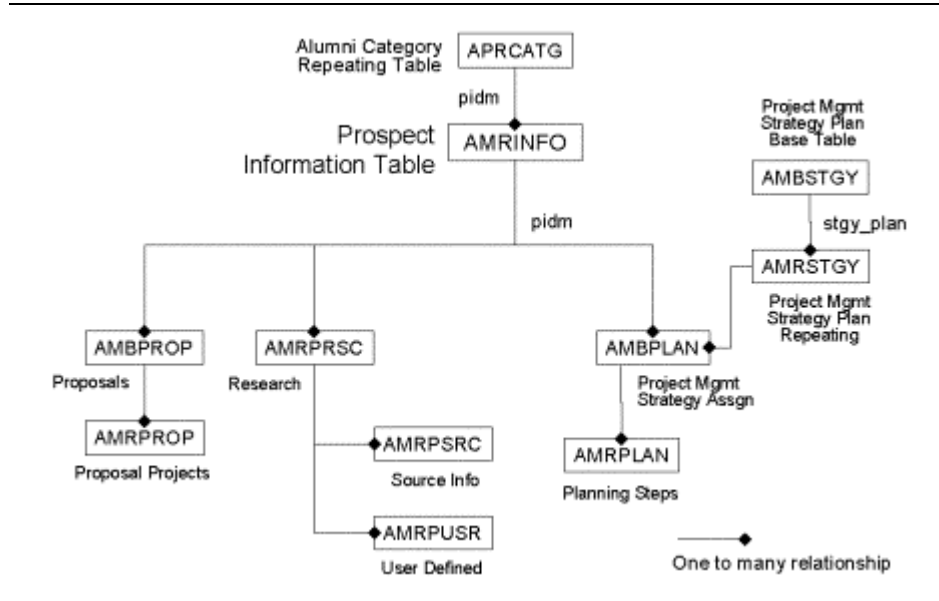 Alumni Category
Repeating Table
APRCATG
pidm
Prospect
Information Table
AMRINFO
pidm
Project Mgmt
Strategy Plan
Base Table
AMBSTGY
stgy_plan
AMRSTGY
Project Mgmt
Strategy Plan
Repeating
AMBPROP
Proposals
AMRPRSC
Research
AMBPLAN
Project Mgmt
Strategy Assgn
AMRPROP
Proposal Projects
AMRPSRC
Source Info
AMRPLAN
Planning Steps
AMRPUSR
User Defined
One to many relationship